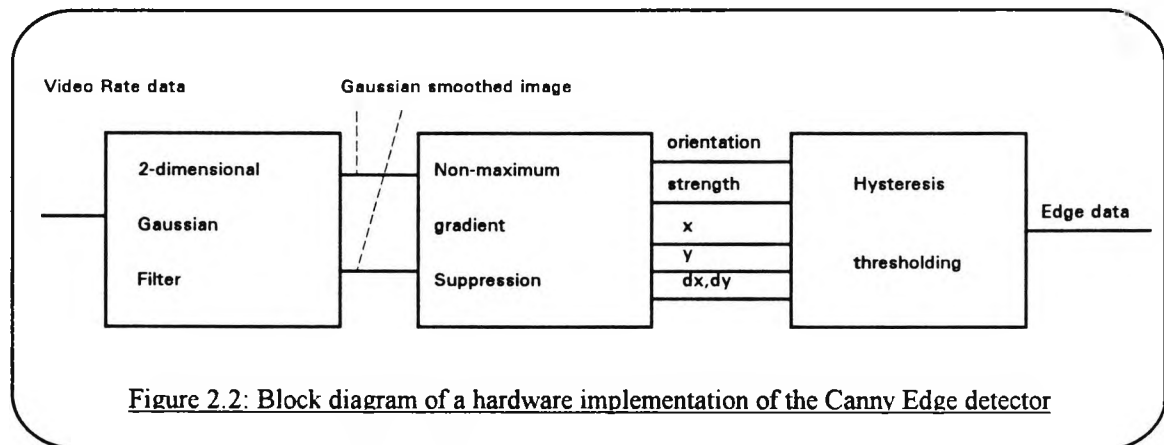 Video Rate data
Gaussian smoothed image
2-dimensional
Gaussian
Filter
Non-maximum
gradient
Suppression
orientation
strength
x
y
dx,dy
Hysteresis
thresholding
Edge data
Figure 2.2: Block diagram of a hardware implementation of the Canny Edge detector